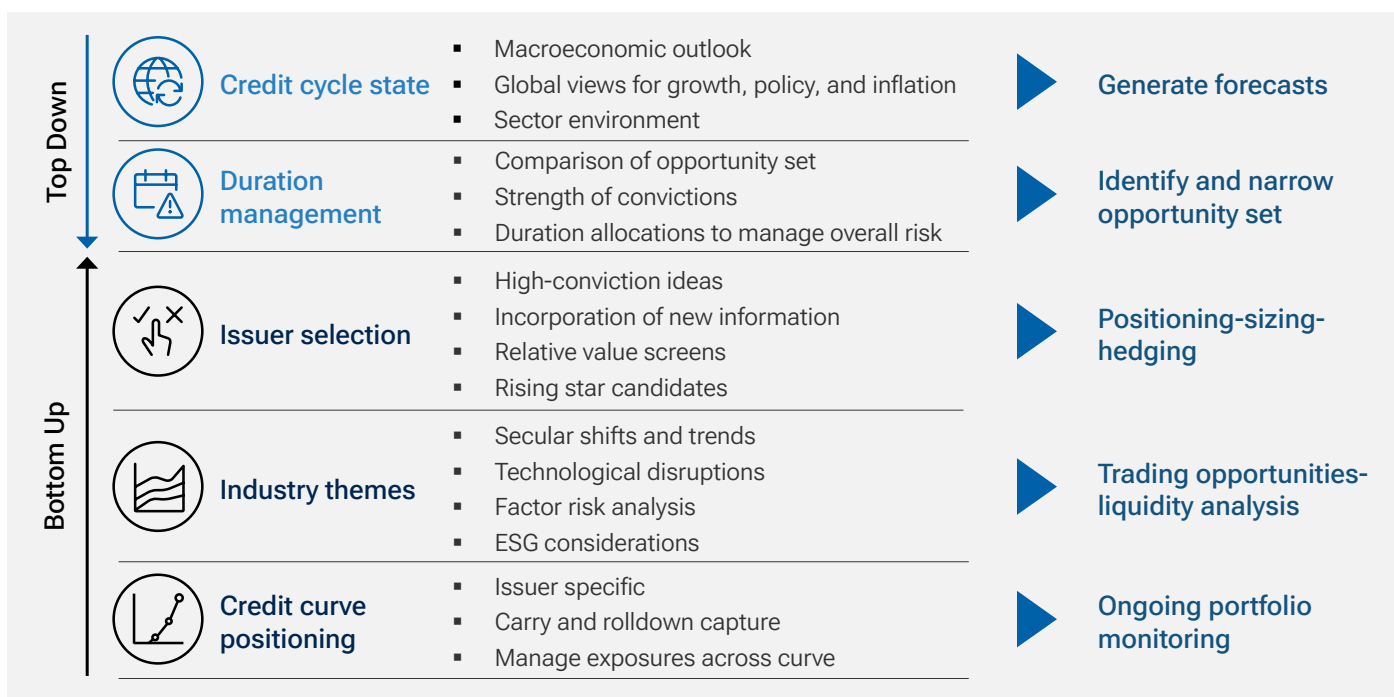 Top Down
Credit cycle state
▪ Macroeconomic outlook
▪ Global views for growth, policy, and inflation
▪ Sector environment
Generate forecasts
Duration
management
▪ Comparison of opportunity set
▪ Strength of convictions
▪ Duration allocations to manage overall risk
Identify and narrow
opportunity set
Bottom Up
Issuer selection
▪ High-conviction ideas
▪ Incorporation of new information
▪ Relative value screens
▪ Rising star candidates
Positioning-sizing-
hedging
Industry themes
▪ Secular shifts and trends
▪ Technological disruptions
▪ Factor risk analysis
▪ ESG considerations
Trading opportunities-
liquidity analysis
Credit curve
positioning
▪ Issuer specific
▪ Carry and rolldown capture
▪ Manage exposures across curve
Ongoing portfolio
monitoring